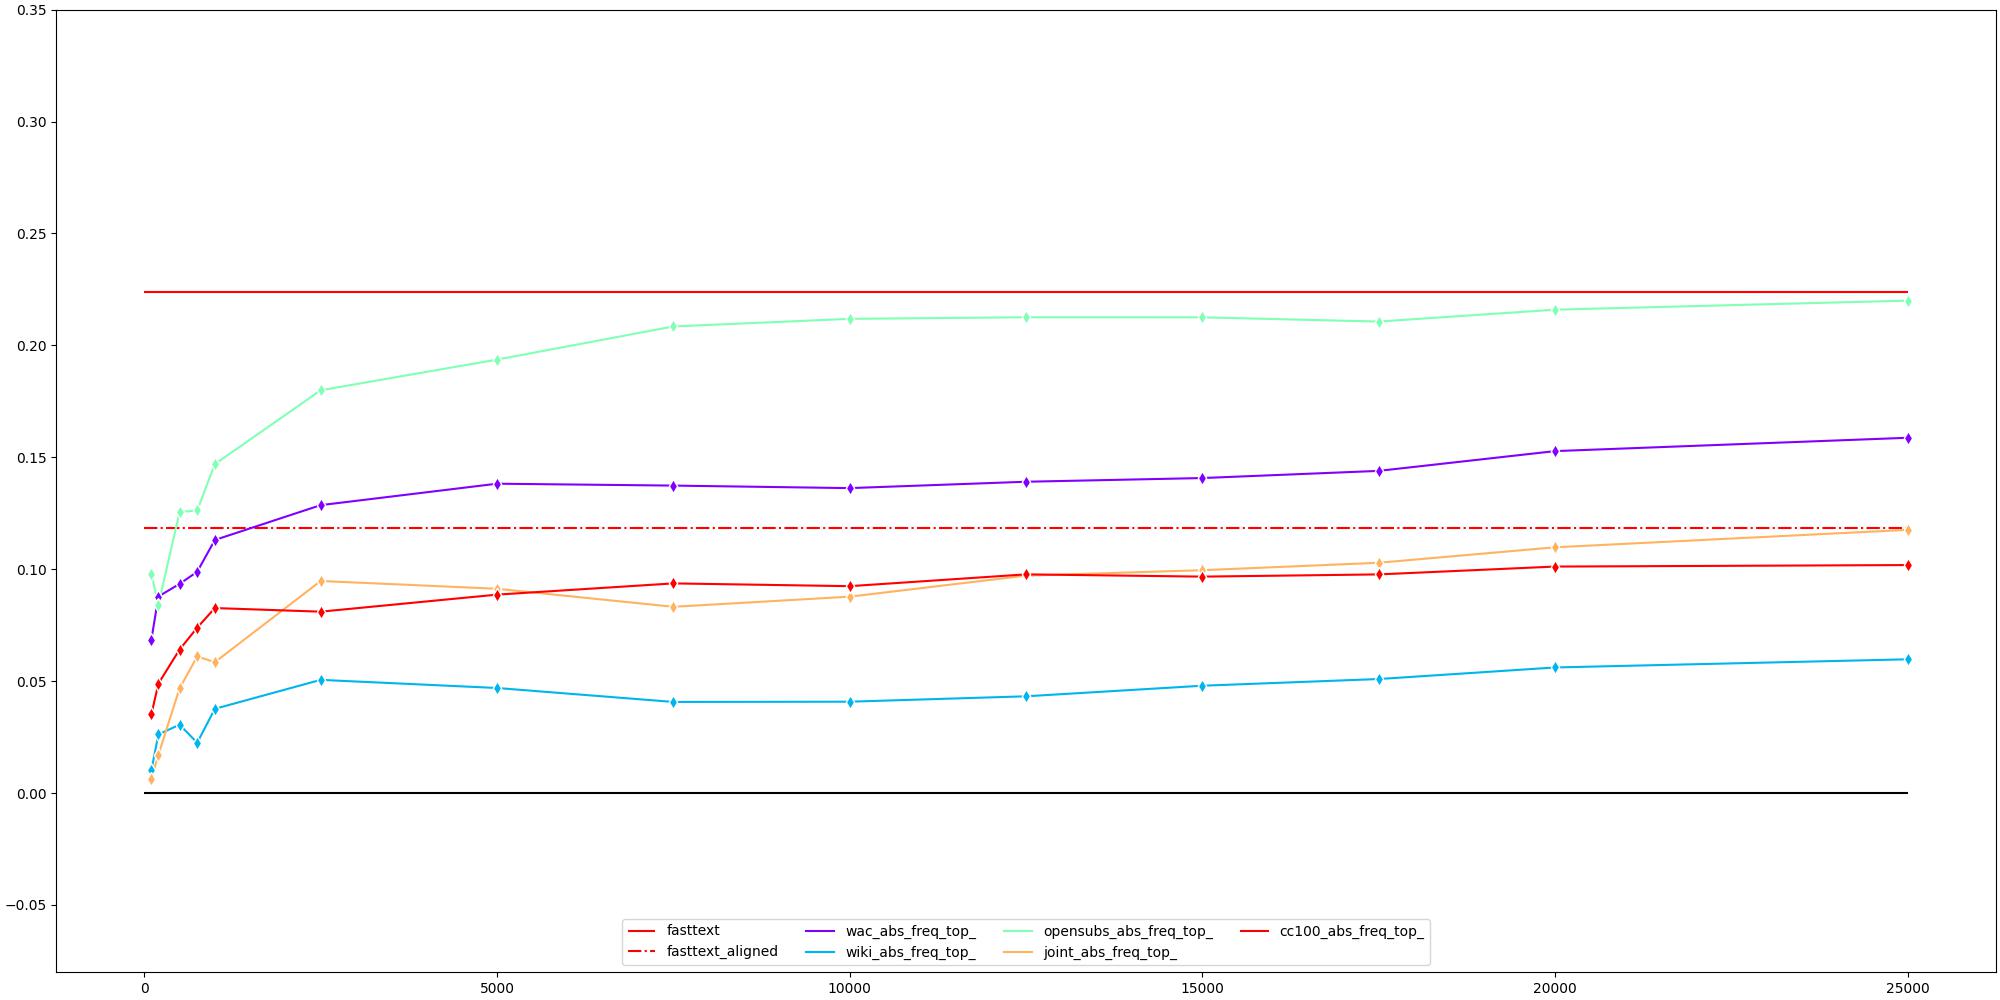 0.35
0.30
0.25
0.20
0.15
0.10
0.05
0.00
−0.05
fasttext
fasttext_aligned
wac_abs_freq_top_
wiki_abs_freq_top_
opensubs_abs_freq_top_
joint_abs_freq_top_
cc100_abs_freq_top_
0 5000 10000 15000 20000 25000